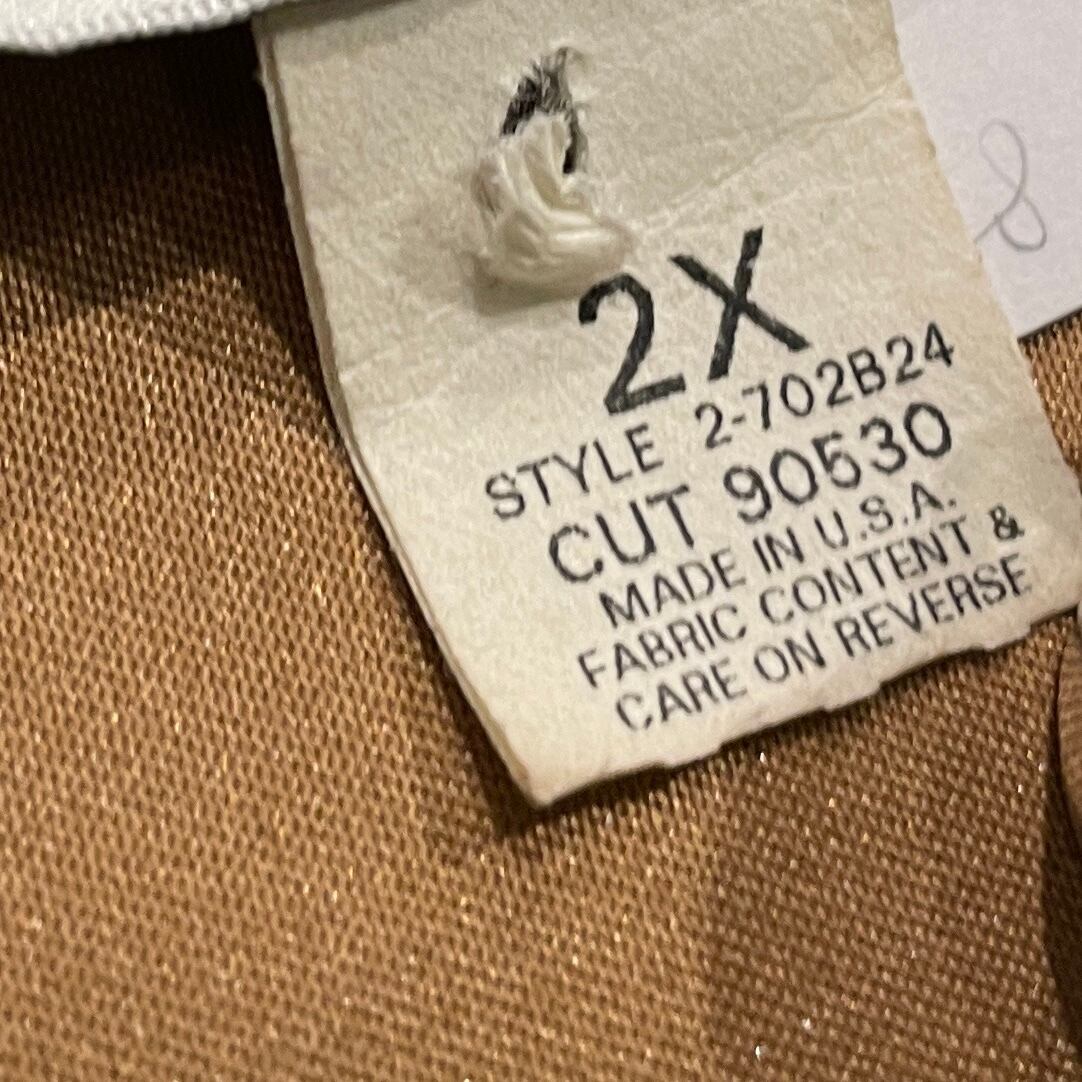 2X
STYLE 2-702B24
CUT 90530
MADE IN U.S.A.
FABRIC CONTENT &
CARE ON REVERSE